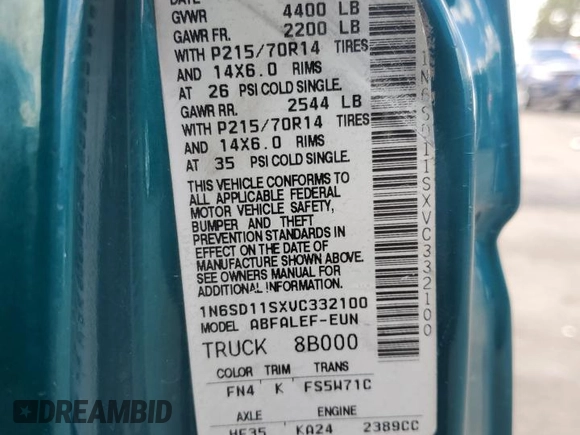 DATE
GVWR 4400 LB
GAWR FR. 2200 LB
WITH P215/70R14 TIRES
AND 14X6.0 RIMS
AT 26 PSI COLD SINGLE.
GAWR RR. 2544 LB
WITH P215/70R14 TIRES
AND 14X6.0 RIMS
AT 35 PSI COLD SINGLE.
THIS VEHICLE CONFORMS TO
ALL APPLICABLE FEDERAL
MOTOR VEHICLE SAFETY,
BUMPER AND THEFT
PREVENTION STANDARDS IN
EFFECT ON THE DATE OF
MANUFACTURE SHOWN ABOVE.
SEE OWNERS MANUAL FOR
ADDITIONAL INFORMATION.
1N6SD11SXVC332100
MODEL ABFALEF-EUN
TRUCK 8B000
COLOR TRIM TRANS
FN4 K FS5W71C
AXLE ENGINE
HF35 KA24 2389CC
1N6SD11SXVC332100
DREAMBID
dreambid.com